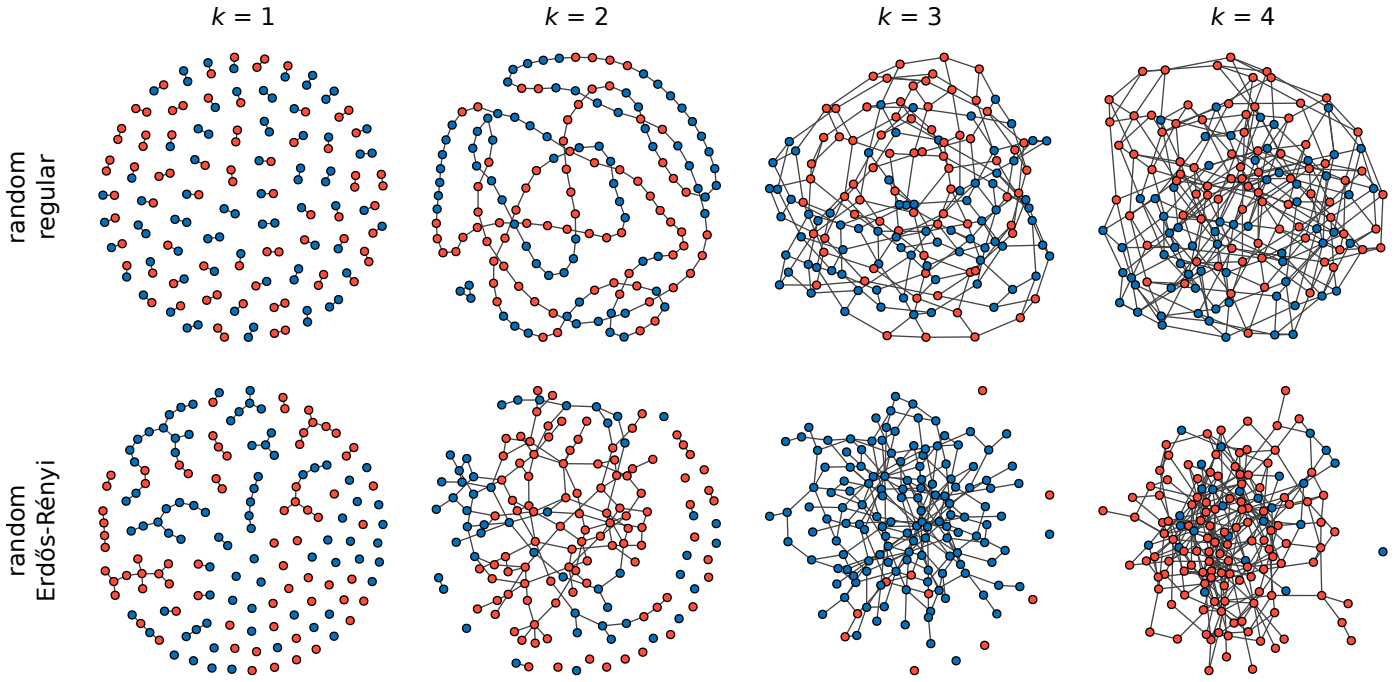 k = 1
k = 2
k = 3
k = 4
random
regular
random
Erdős-Rényi